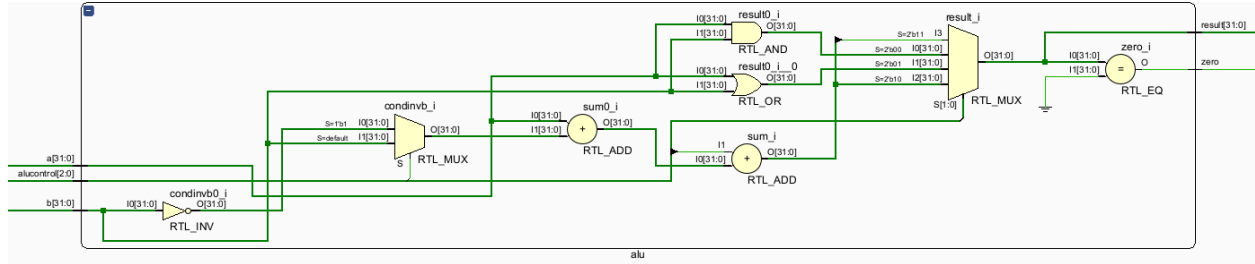 result0_i
I0[31:0]
I1[31:0]
O[31:0]
RTL_AND
result0_i__0
I0[31:0]
I1[31:0]
O[31:0]
RTL_OR
result_i
S=2'b11 I3
S=2'b00 I0[31:0]
S=2'b01 I1[31:0]
S=2'b10 I2[31:0]
O[31:0]
S[1:0]
RTL_MUX
result[31:0]
zero_i
I0[31:0]
I1[31:0]
=
O
RTL_EQ
zero
condinvb_i
S=1'b1 I0[31:0]
S=default I1[31:0]
O[31:0]
S
RTL_MUX
sum0_i
I0[31:0]
I1[31:0]
+
O[31:0]
RTL_ADD
sum_i
I1
I0[31:0]
+
O[31:0]
RTL_ADD
a[31:0]
alucontrol[2:0]
b[31:0]
condinvb0_i
I0[31:0]
O[31:0]
RTL_INV
alu